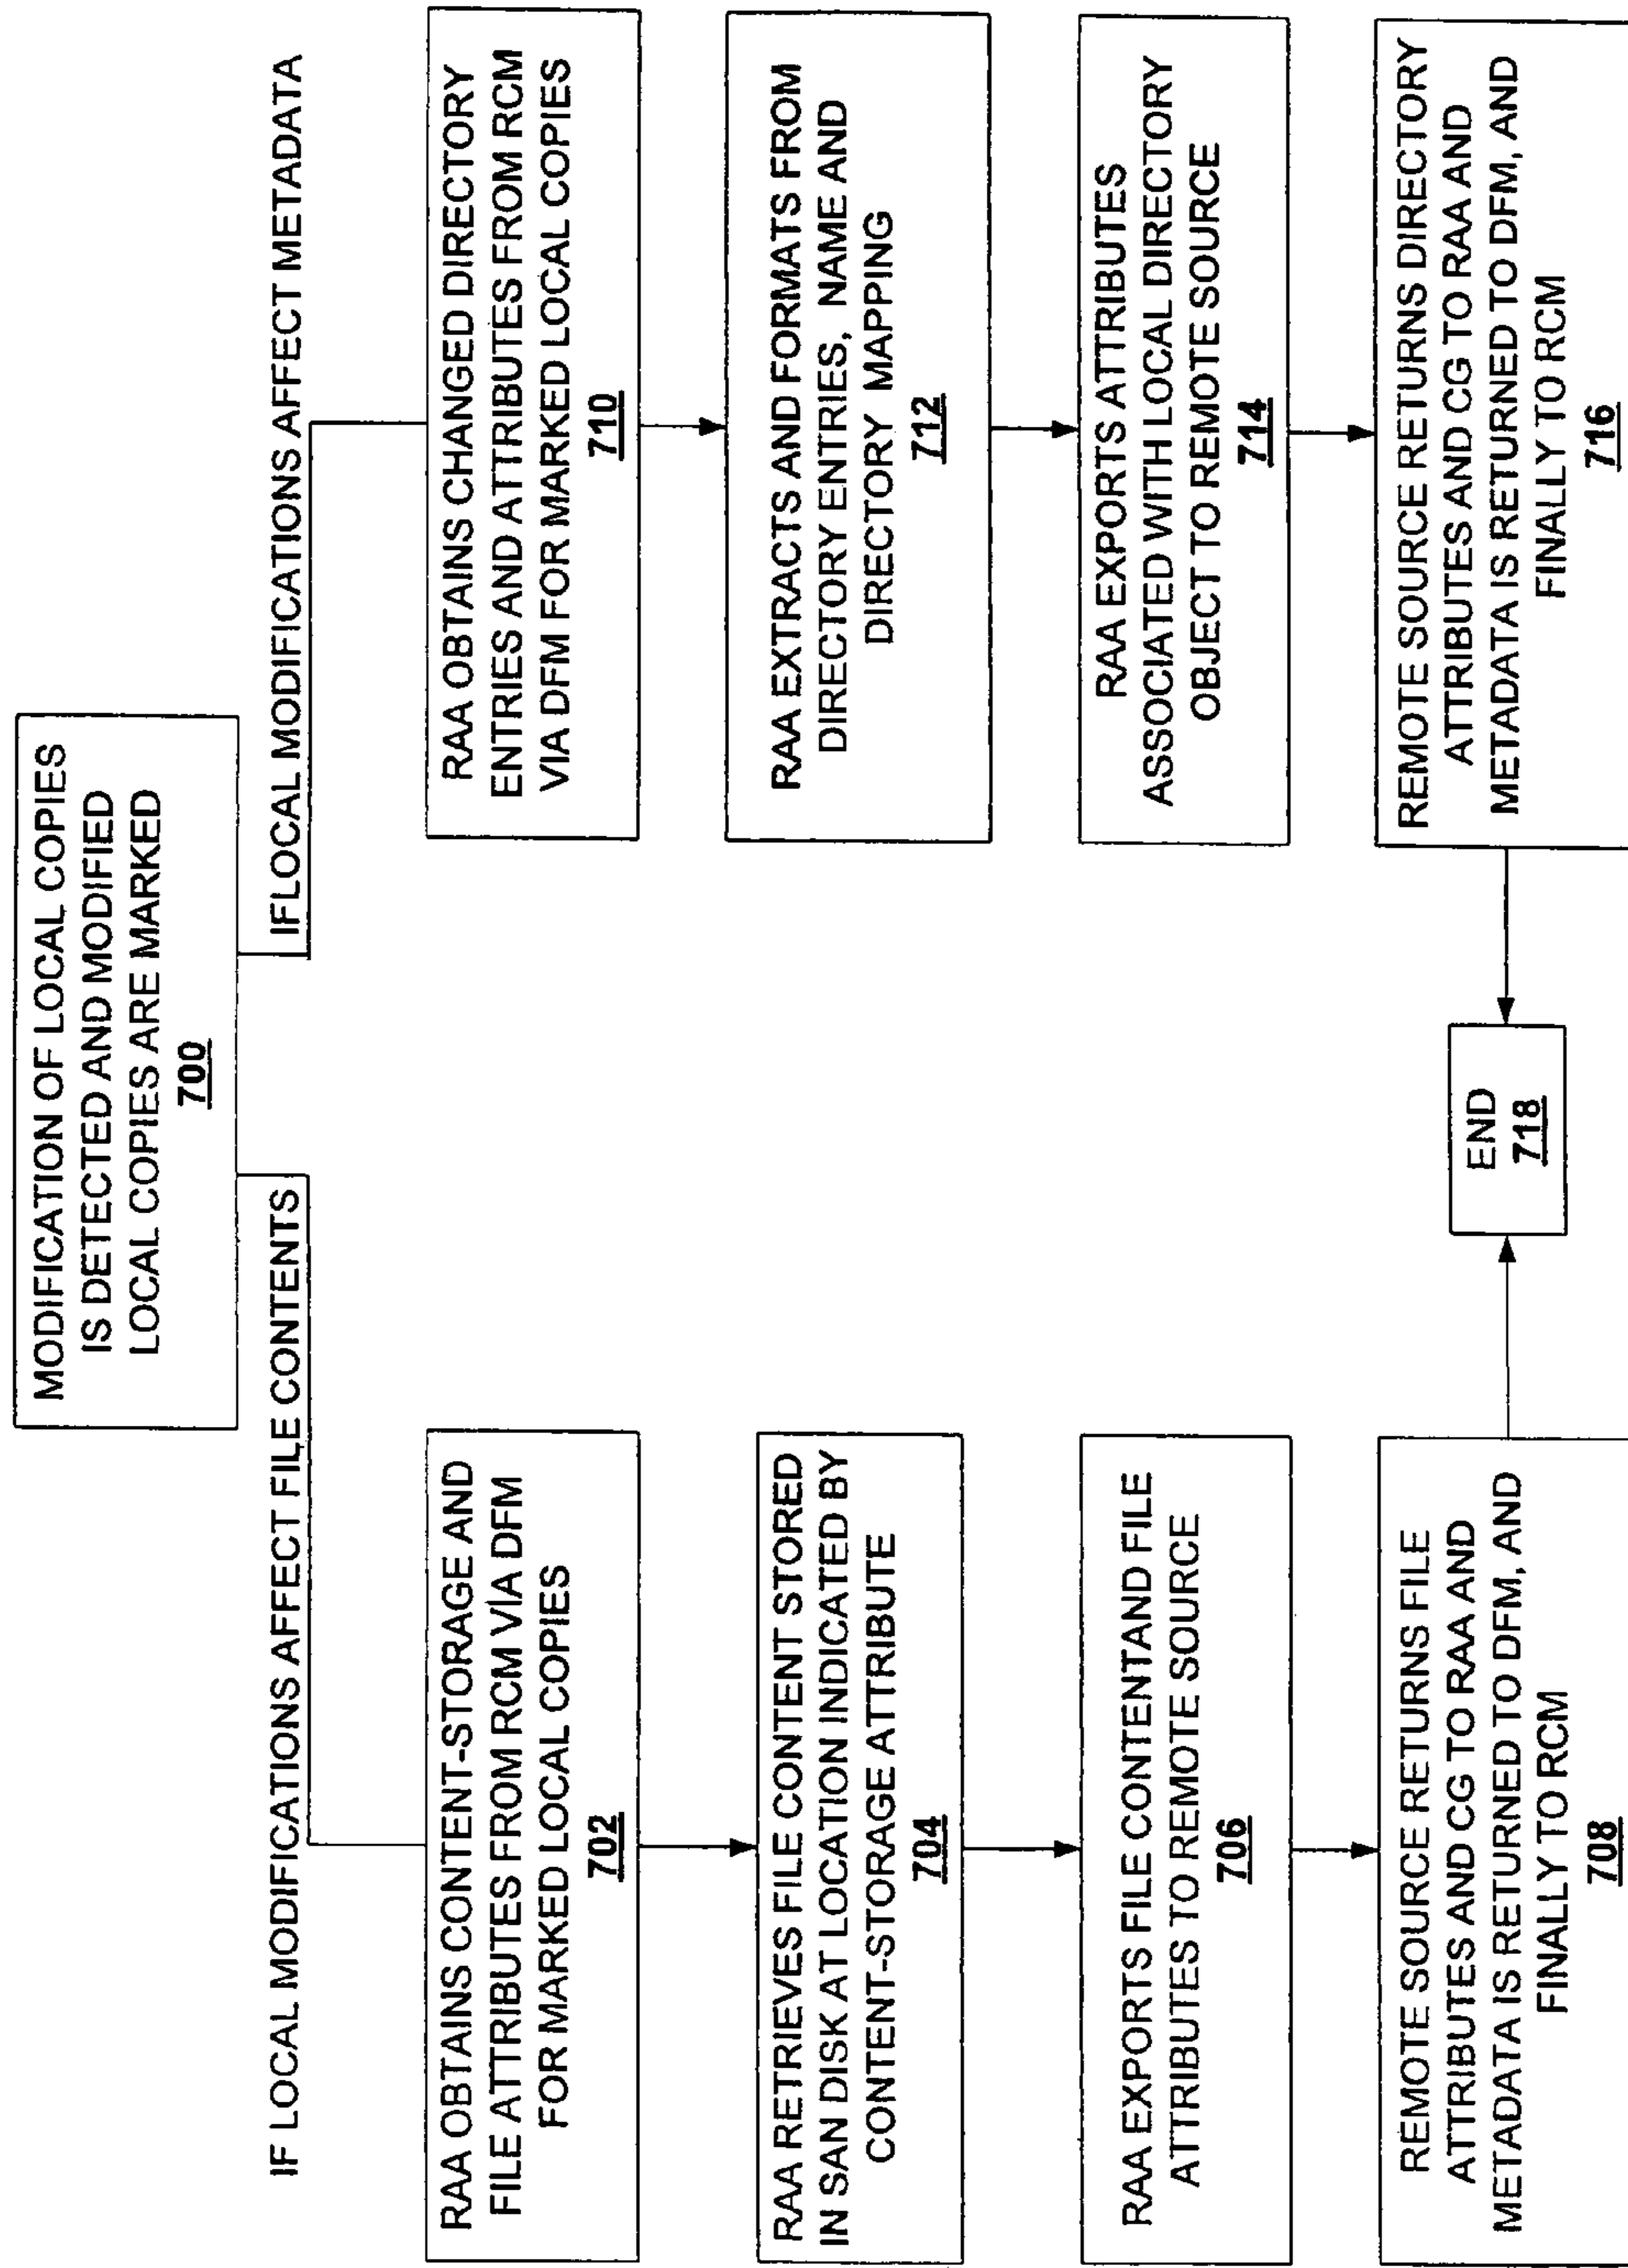 MODIFICATION OF LOCAL COPIES
IS DETECTED AND MODIFIED
LOCAL COPIES ARE MARKED
700
IF LOCAL MODIFICATIONS AFFECT FILE CONTENTS
IFLOCAL MODIFICATIONS AFFECT METADATA
RAA OBTAINS CONTENT-STORAGE AND
FILE ATTRIBUTES FROM RCM VIA DFM
FOR MARKED LOCAL COPIES
702
RAA RETRIEVES FILE CONTENT STORED
IN SAN DISK AT LOCATION INDICATED BY
CONTENT-STORAGE ATTRIBUTE
704
RAA EXPORTS FILE CONTENTAND FILE
ATTRIBUTES TO REMOTE SOURCE
706
REMOTE SOURCE RETURNS FILE
ATTRIBUTES AND CG TO RAA AND
METADATA IS RETURNED TO DFM, AND
FINALLY TO RCM
708
RAA OBTAINS CHANGED DIRECTORY
ENTRIES AND ATTRIBUTES FROM RCM
VIA DFM FOR MARKED LOCAL COPIES
710
RAA EXTRACTS AND FORMATS FROM
DIRECTORY ENTRIES, NAME AND
DIRECTORY MAPPING
712
RAA EXPORTS ATTRIBUTES
ASSOCIATED WITH LOCAL DIRECTORY
OBJECT TO REMOTE SOURCE
714
REMOTE SOURCE RETURNS DIRECTORY
ATTRIBUTES AND CG TO RAA AND
METADATA IS RETURNED TO DFM, AND
FINALLY TO RCM
716
END
718